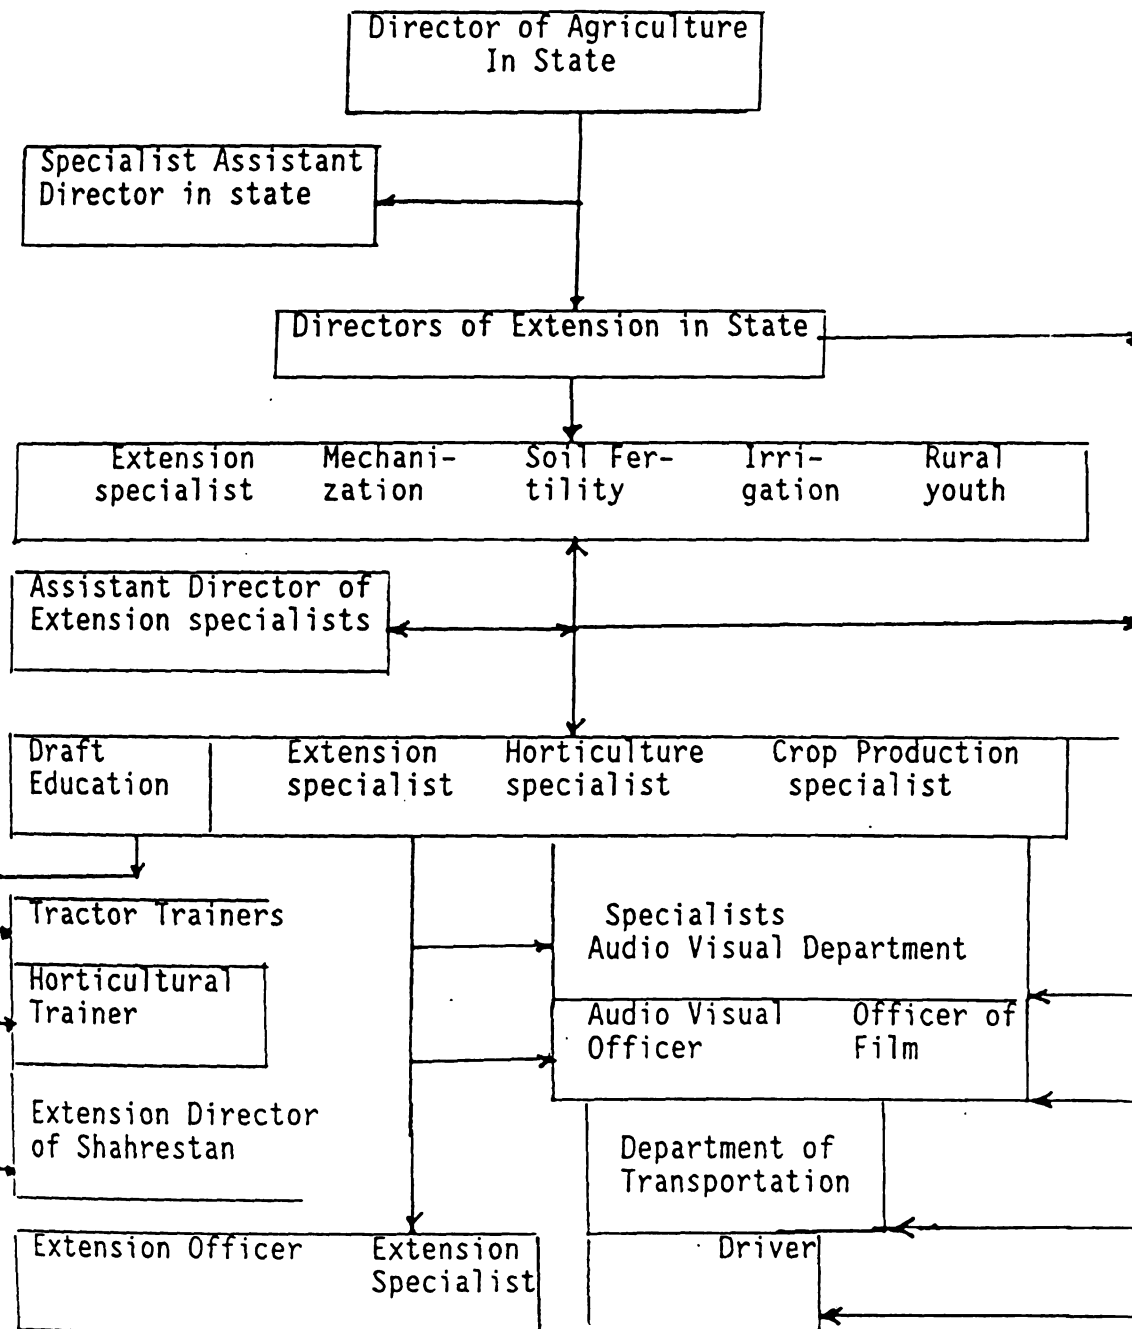 Director of Agriculture
In State
Specialist Assistant
Director in state
Directors of Extension in State
Extension specialist
Mechani-
zation
Soil Fer-
tility
Irri-
gation
Rural
youth
Assistant Director of
Extension specialists
Draft
Education
Extension
specialist
Horticulture
specialist
Crop Production
specialist
Tractor Trainers
Horticultural
Trainer
Extension Director
of Shahrestan
Specialists
Audio Visual Department
Audio Visual
Officer
Officer of
Film
Department of
Transportation
Extension Officer
Extension
Specialist
Driver